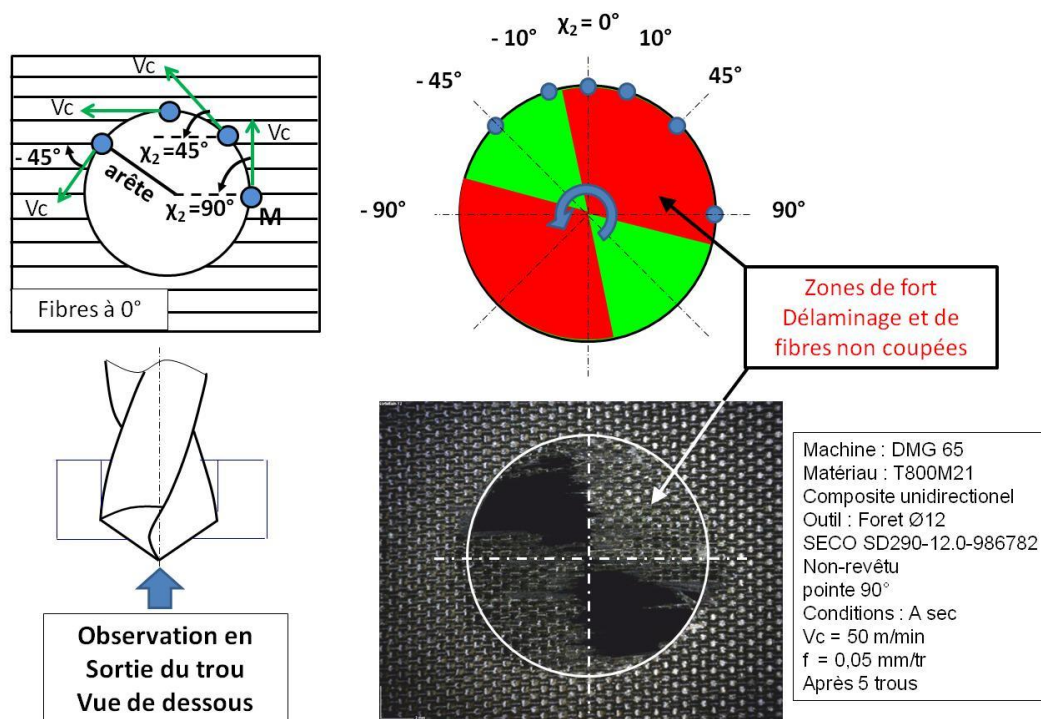 Vc
Vc
Vc
- 45°
χ₂ =45°
arête
χ₂ =90°
M
Vc
Fibres à 0°
χ₂ = 0°
- 10°
10°
- 45°
45°
- 90°
90°
Zones de fort
Délaminage et de
fibres non coupées
Observation en
Sortie du trou
Vue de dessous
Machine : DMG 65
Matériau : T800M21
Composite unidirectionel
Outil : Foret Ø12
SECO SD290-12.0-986782
Non-revêtu
pointe 90°
Conditions : A sec
Vc = 50 m/min
f = 0,05 mm/tr
Après 5 trous